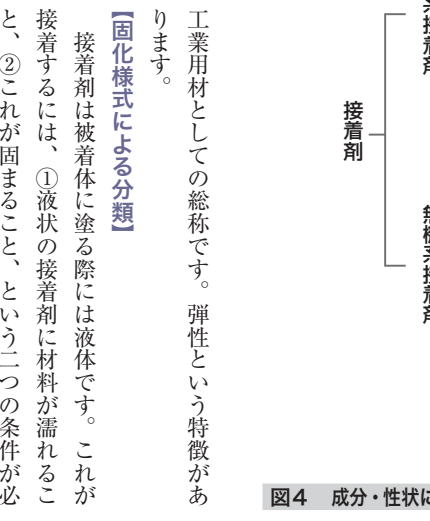 接着剤
図4　成分・性状に
工業用材としての総称です。弾性という特徴があ
ります。
【固化様式による分類】
接着剤は被着体に塗る際には液体です。これが
接着するには、①液状の接着剤に材料が濡れるこ
と、②これが固まること、という二つの条件が必